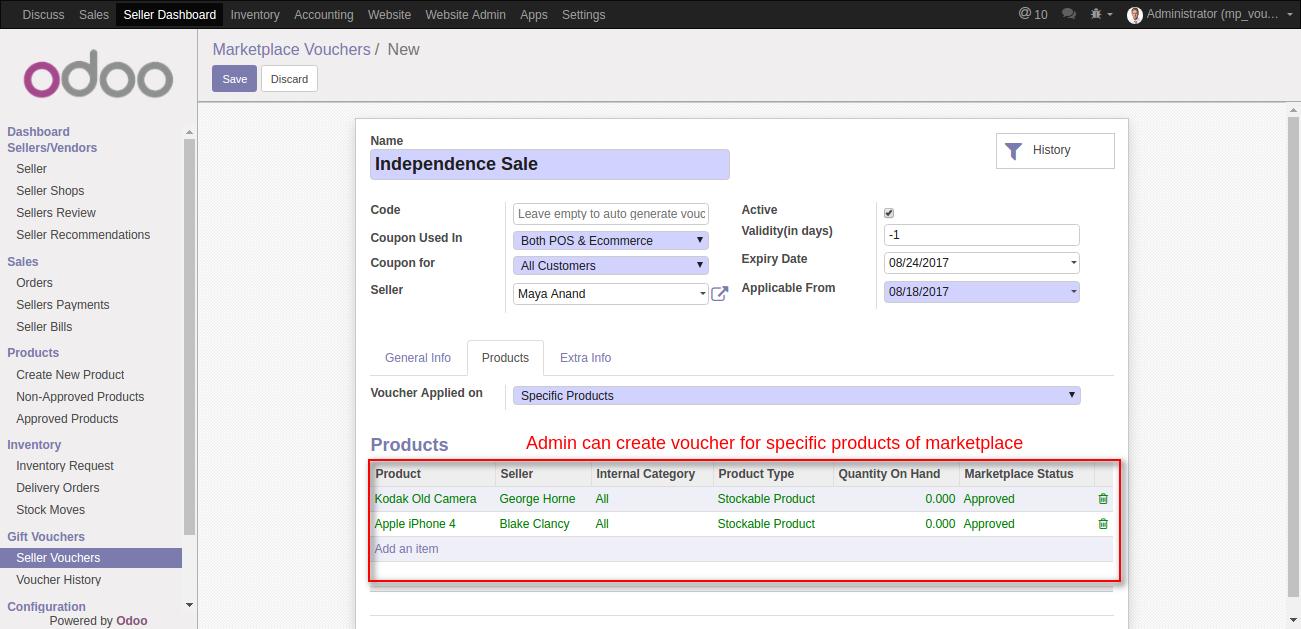 Discuss Sales Seller Dashboard Inventory Accounting Website Website Admin Apps Settings @ 10 Administrator (mp_vou...
odoo
Marketplace Vouchers / New
Save Discard
Dashboard
Sellers/Vendors
Seller
Seller Shops
Sellers Review
Seller Recommendations
Sales
Orders
Sellers Payments
Seller Bills
Products
Create New Product
Non-Approved Products
Approved Products
Inventory
Inventory Request
Delivery Orders
Stock Moves
Gift Vouchers
Seller Vouchers
Voucher History
Configuration
Powered by Odoo
Name
Independence Sale
History
Code Leave empty to auto generate vouc
Coupon Used In Both POS & Ecommerce
Coupon for All Customers
Seller Maya Anand
Active
Validity(in days) -1
Expiry Date 08/24/2017
Applicable From 08/18/2017
General Info Products Extra Info
Voucher Applied on Specific Products
Products Admin can create voucher for specific products of marketplace
Product Seller Internal Category Product Type Quantity On Hand Marketplace Status
Kodak Old Camera George Horne All Stockable Product 0.000 Approved
Apple iPhone 4 Blake Clancy All Stockable Product 0.000 Approved
Add an item